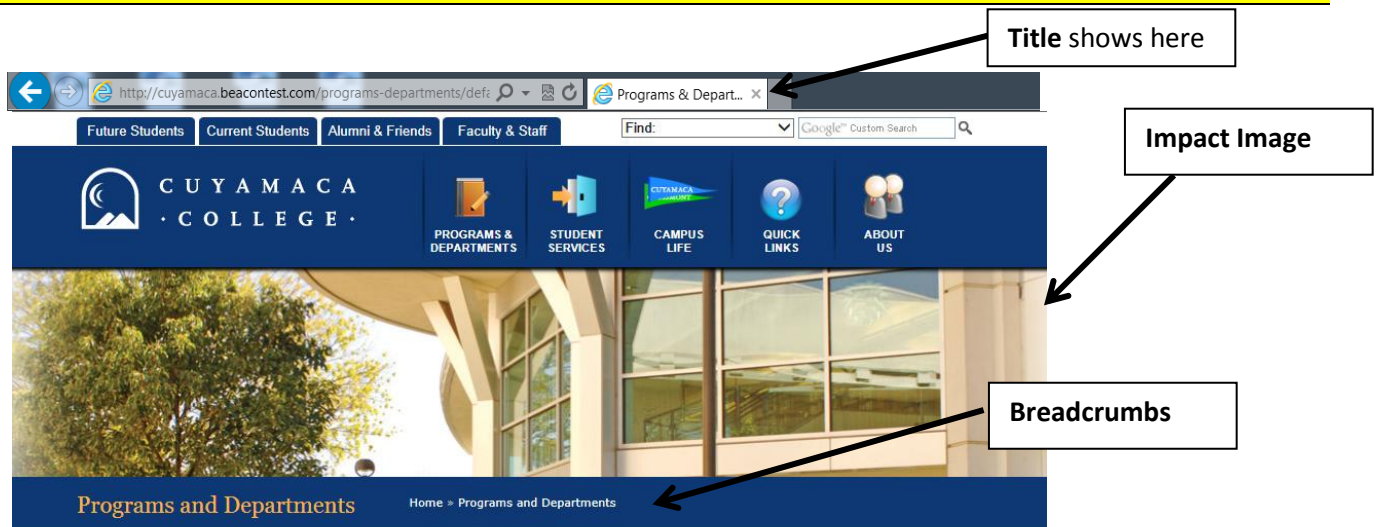 Title shows here
http://cuyamaca.beacontest.com/programs-departments/defa
Programs & Depart...
Future Students Current Students Alumni & Friends Faculty & Staff Find: Google™ Custom Search
Impact Image
CUYAMACA
· COLLEGE ·
CUYAMACA
PROGRAMS & DEPARTMENTS
STUDENT SERVICES
CAMPUS LIFE
QUICK LINKS
ABOUT US
Breadcrumbs
Programs and Departments Home » Programs and Departments